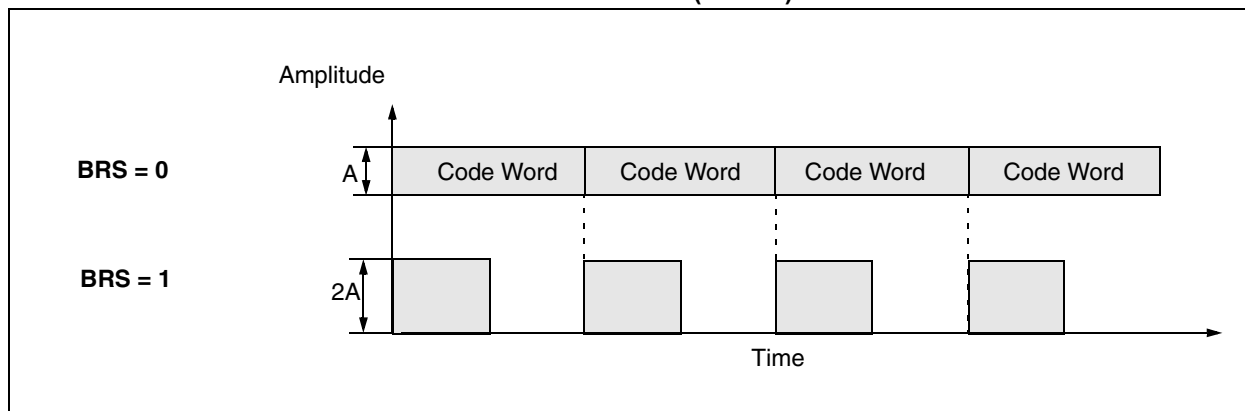 Amplitude
BRS = 0
A
Code Word Code Word Code Word Code Word
BRS = 1
2A
Time